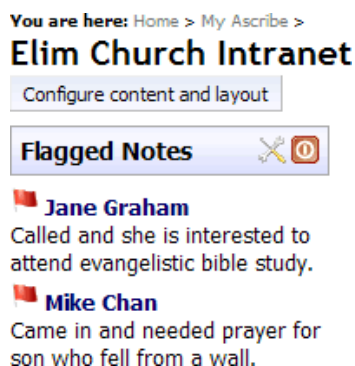 You are here: Home > My Ascribe >
Elim Church Intranet
Configure content and layout
Flagged Notes
Jane Graham
Called and she is interested to
attend evangelistic bible study.
Mike Chan
Came in and needed prayer for
son who fell from a wall.